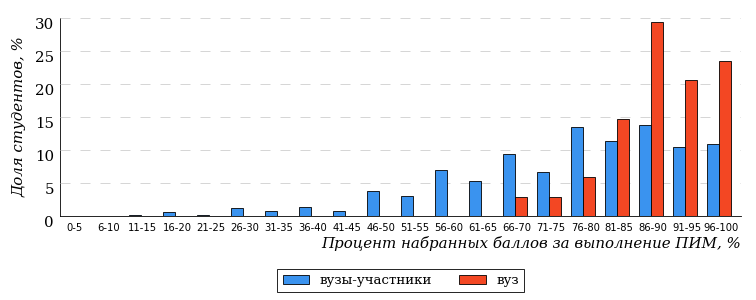 Доля студентов, %
30
25
20
15
10
5
0
0-5 6-10 11-15 16-20 21-25 26-30 31-35 36-40 41-45 46-50 51-55 56-60 61-65 66-70 71-75 76-80 81-85 86-90 91-95 96-100
Процент набранных баллов за выполнение ПИМ, %
вузы-участники вуз